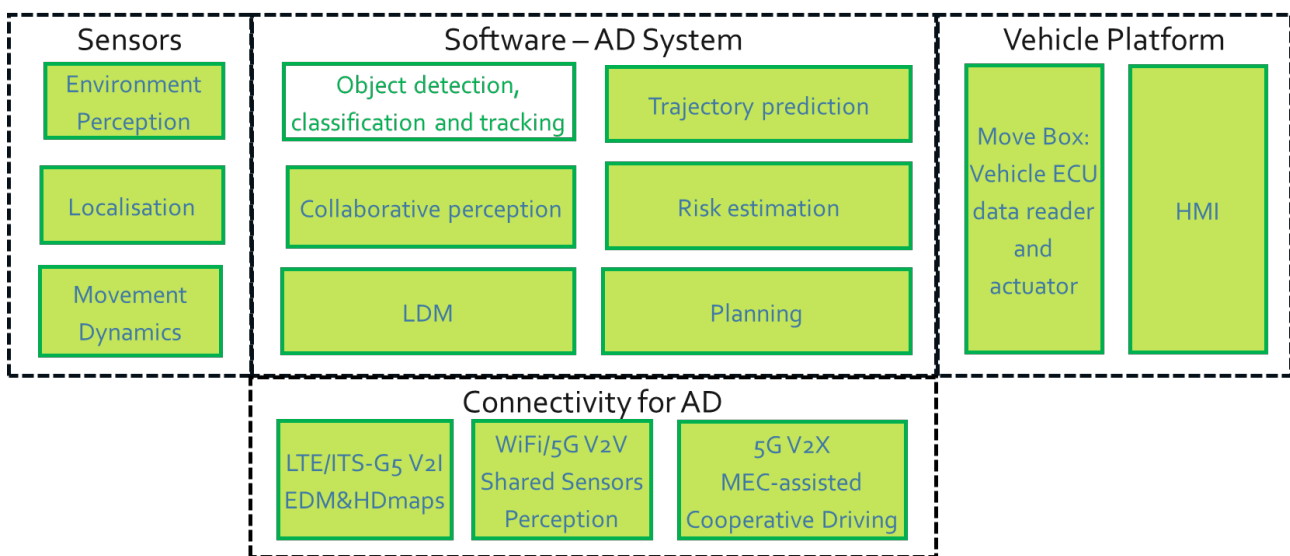 Sensors
Environment
Perception
Localisation
Movement
Dynamics
Software – AD System
Object detection,
classification and tracking
Trajectory prediction
Collaborative perception
Risk estimation
LDM
Planning
Vehicle Platform
Move Box:
Vehicle ECU
data reader
and
actuator
HMI
Connectivity for AD
LTE/ITS-G5 V2I
EDM&HDmaps
WiFi/5G V2V
Shared Sensors
Perception
5G V2X
MEC-assisted
Cooperative Driving